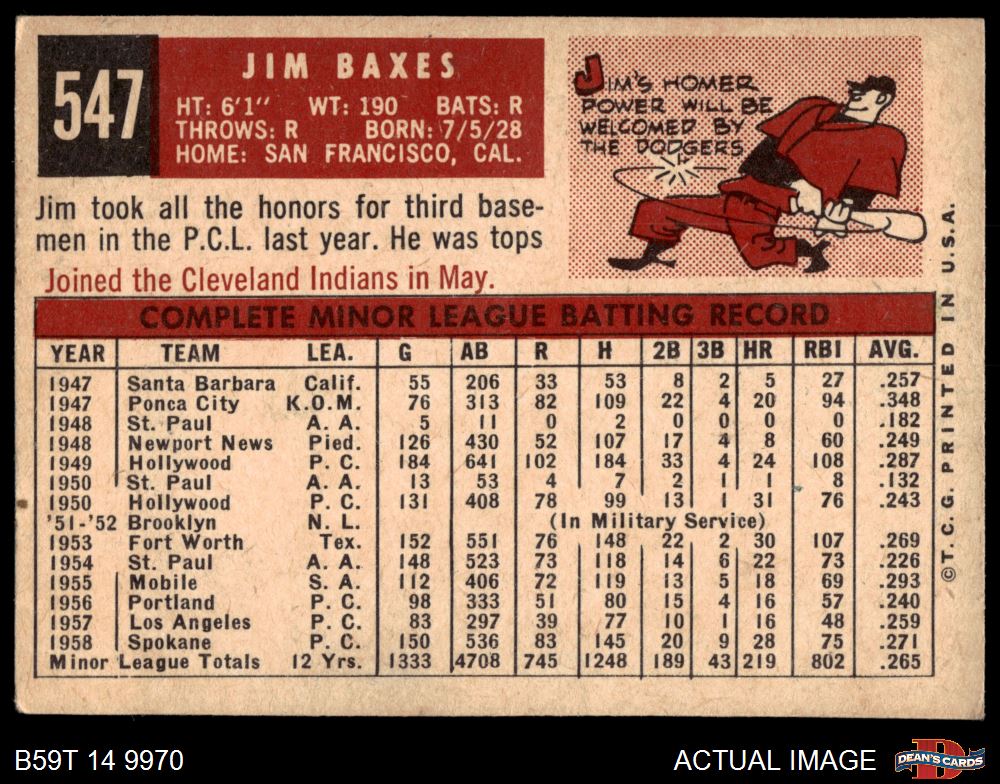 547
JIM BAXES
HT: 6'1" WT: 190 BATS: R
THROWS: R BORN: 7/5/28
HOME: SAN FRANCISCO, CAL.
JIM'S HOMER
POWER WILL BE
WELCOMED BY
THE DODGERS
Jim took all the honors for third base-
men in the P.C.L. last year. He was tops
Joined the Cleveland Indians in May.
COMPLETE MINOR LEAGUE BATTING RECORD
YEAR TEAM LEA. G AB R H 2B 3B HR RBI AVG.
1947 Santa Barbara Calif. 55 206 33 53 8 2 5 27 .257
1947 Ponca City K.O.M. 76 313 82 109 22 4 20 94 .348
1948 St. Paul A. A. 5 11 0 2 0 0 0 0 .182
1948 Newport News Pied. 126 430 52 107 17 4 8 60 .249
1949 Hollywood P. C. 184 641 102 184 33 4 24 108 .287
1950 St. Paul A. A. 13 53 4 7 2 1 1 8 .132
1950 Hollywood P. C. 131 408 78 99 13 1 31 76 .243
'51-'52 Brooklyn N. L. (In Military Service)
1953 Fort Worth Tex. 152 551 76 148 22 2 30 107 .269
1954 St. Paul A. A. 148 523 73 118 14 6 22 73 .226
1955 Mobile S. A. 112 406 72 119 13 5 18 69 .293
1956 Portland P. C. 98 333 51 80 15 4 16 57 .240
1957 Los Angeles P. C. 83 297 39 77 10 1 16 48 .259
1958 Spokane P. C. 150 536 83 145 20 9 28 75 .271
Minor League Totals 12 Yrs. 1333 4708 745 1248 189 43 219 802 .265
©T. C. G. PRINTED IN U.S.A.
B59T 14 9970
ACTUAL IMAGE
DEAN'S CARDS